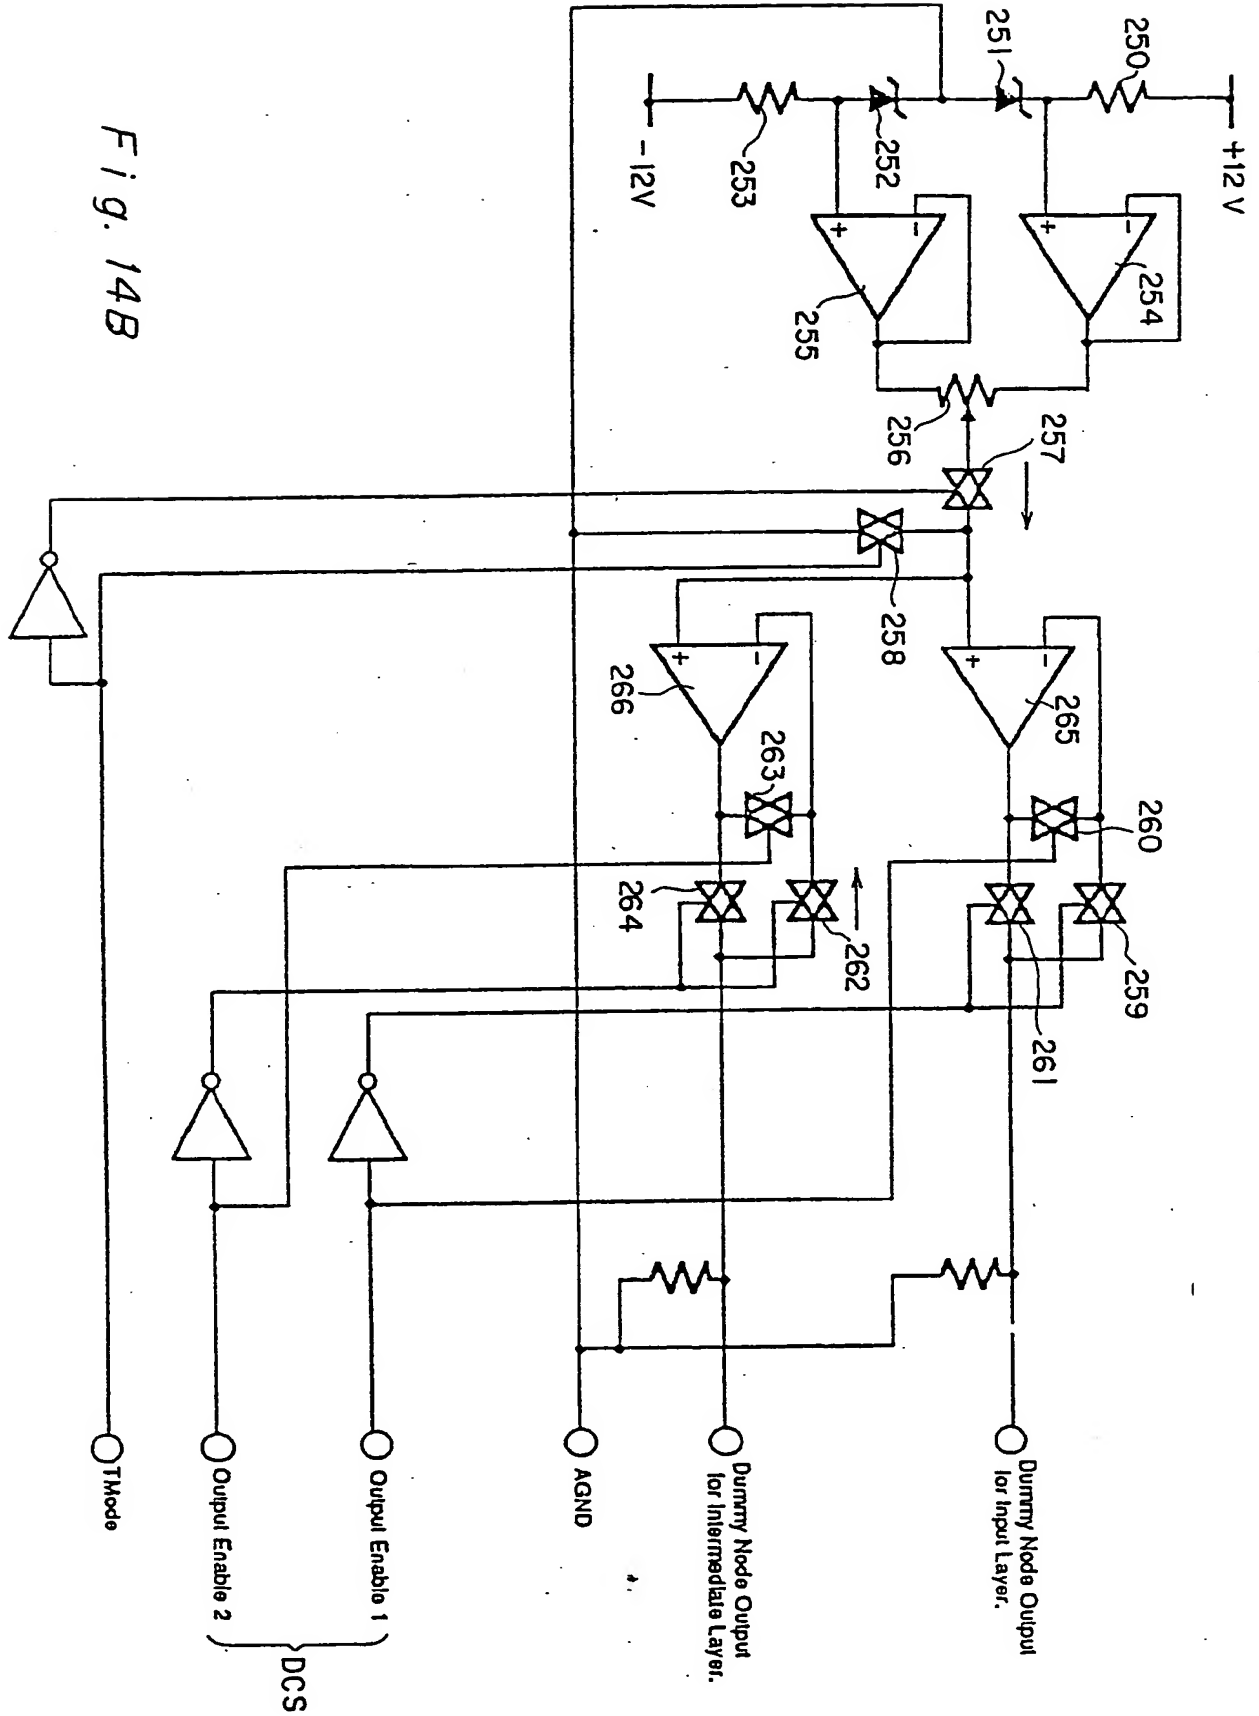 +12 V
250
251
252
253
-12V
-
+
254
-
+
255
256
257
258
-
+
265
-
+
266
260
259
261
263
262
264
Dummy Node Output
for Input Layer.
Dummy Node Output
for Intermediate Layer.
AGND
Output Enable 1
Output Enable 2
DCS
TMode
Fig. 14B